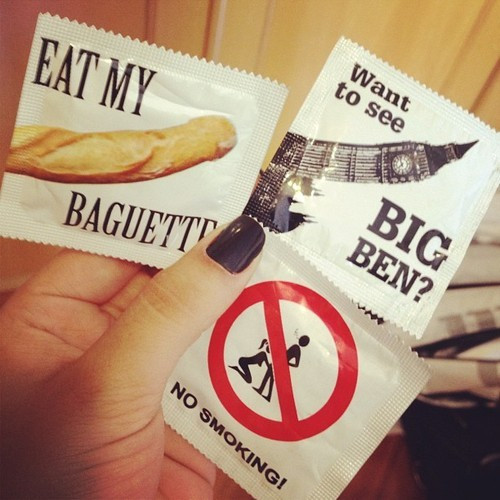 EAT MY
BAGUETTE
Want
to see
BIG
BEN?
NO SMOKING!